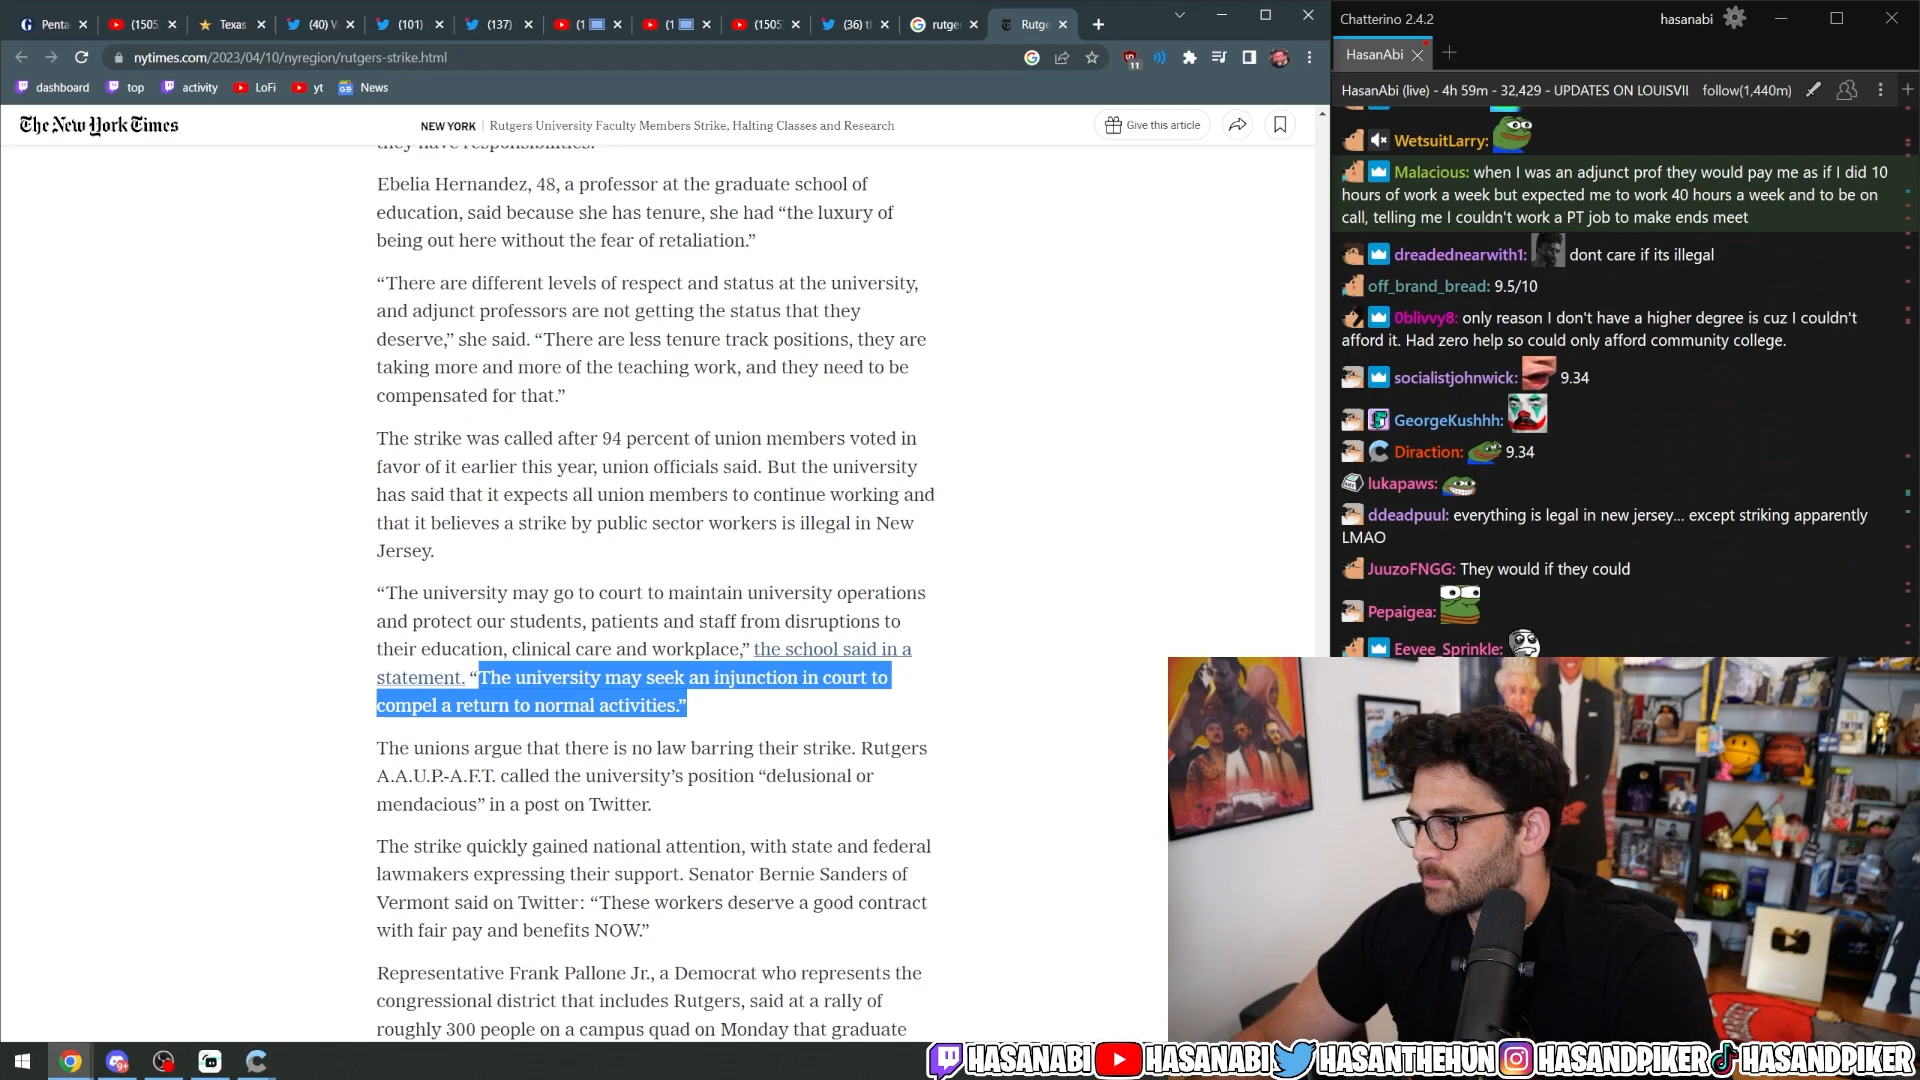 Penta
(1505
Texas
(40) V
(101)
(137)
(1
(1
(1505
(36) tl
rutge
Rutge
nytimes.com/2023/04/10/nyregion/rutgers-strike.html
11
dashboard
top
activity
LoFi
yt
News
The New York Times
NEW YORK | Rutgers University Faculty Members Strike, Halting Classes and Research
Give this article
they have responsibilities.
Ebelia Hernandez, 48, a professor at the graduate school of
education, said because she has tenure, she had “the luxury of
being out here without the fear of retaliation.”
“There are different levels of respect and status at the university,
and adjunct professors are not getting the status that they
deserve,” she said. “There are less tenure track positions, they are
taking more and more of the teaching work, and they need to be
compensated for that.”
The strike was called after 94 percent of union members voted in
favor of it earlier this year, union officials said. But the university
has said that it expects all union members to continue working and
that it believes a strike by public sector workers is illegal in New
Jersey.
“The university may go to court to maintain university operations
and protect our students, patients and staff from disruptions to
their education, clinical care and workplace,” the school said in a
statement. “The university may seek an injunction in court to
compel a return to normal activities.”
The unions argue that there is no law barring their strike. Rutgers
A.A.U.P.-A.F.T. called the university’s position “delusional or
mendacious” in a post on Twitter.
The strike quickly gained national attention, with state and federal
lawmakers expressing their support. Senator Bernie Sanders of
Vermont said on Twitter: “These workers deserve a good contract
with fair pay and benefits NOW.”
Representative Frank Pallone Jr., a Democrat who represents the
congressional district that includes Rutgers, said at a rally of
roughly 300 people on a campus quad on Monday that graduate
Chatterino 2.4.2
hasanabi
HasanAbi
HasanAbi (live) - 4h 59m - 32,429 - UPDATES ON LOUISVII
follow(1,440m)
WetsuitLarry:
Malacious: when I was an adjunct prof they would pay me as if I did 10
hours of work a week but expected me to work 40 hours a week and to be on
call, telling me I couldn't work a PT job to make ends meet
dreadednearwith1: dont care if its illegal
off_brand_bread: 9.5/10
0blivvy8: only reason I don't have a higher degree is cuz I couldn't
afford it. Had zero help so could only afford community college.
socialistjohnwick: 9.34
GeorgeKushhh:
Diraction: 9.34
lukapaws:
ddeadpuul: everything is legal in new jersey... except striking apparently
LMAO
JuuzoFNGG: They would if they could
Pepaigea:
Eevee_Sprinkle:
HASANABI HASANABI HASANTHEHUN HASANDPIKER HASANDPIKER